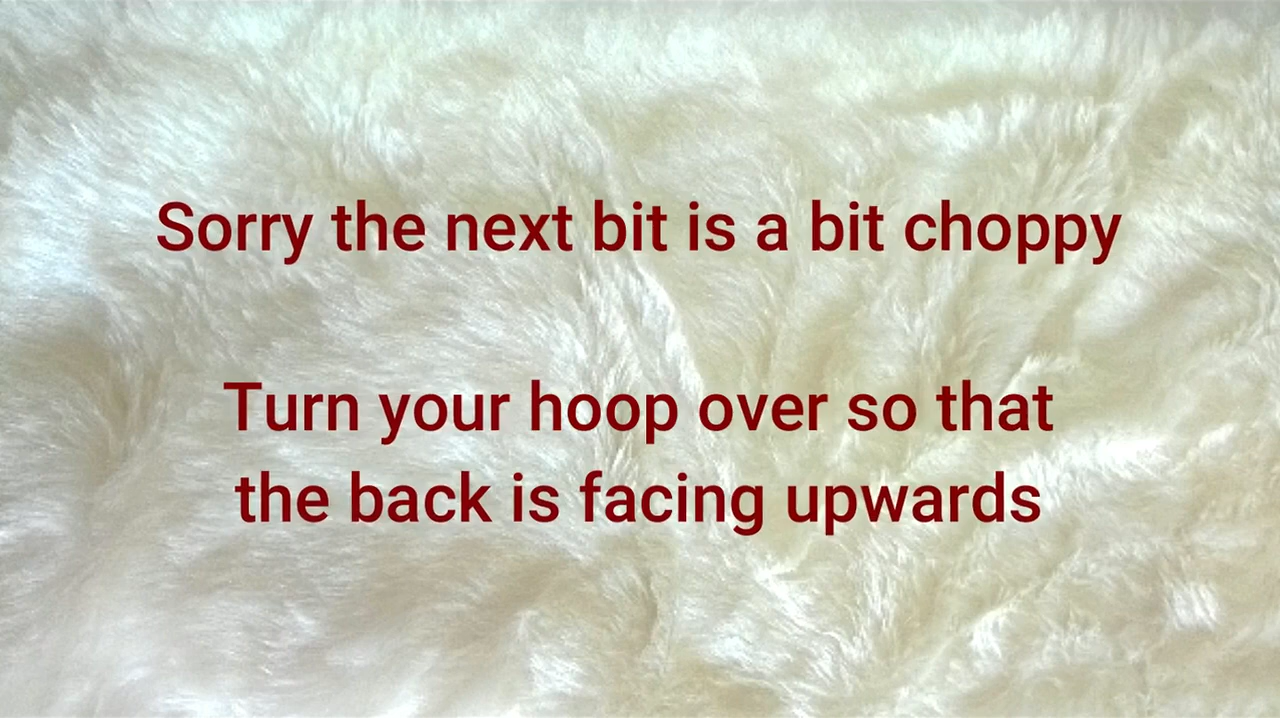 Sorry the next bit is a bit choppy
Turn your hoop over so that
the back is facing upwards